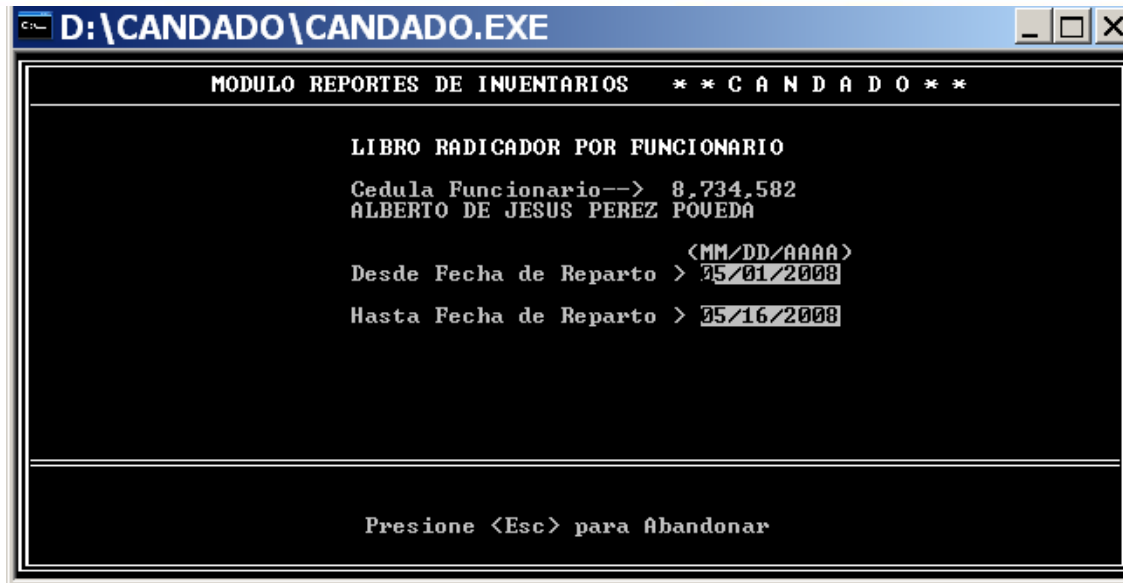 D:\CANDADO\CANDADO.EXE
MODULO REPORTES DE INVENTARIOS * * C A N D A D O * *
LIBRO RADICADOR POR FUNCIONARIO
Cedula Funcionario--> 8,734,582
ALBERTO DE JESUS PEREZ POVEDA
(MM/DD/AAAA)
Desde Fecha de Reparto > 05/01/2008
Hasta Fecha de Reparto > 05/16/2008
Presione <Esc> para Abandonar